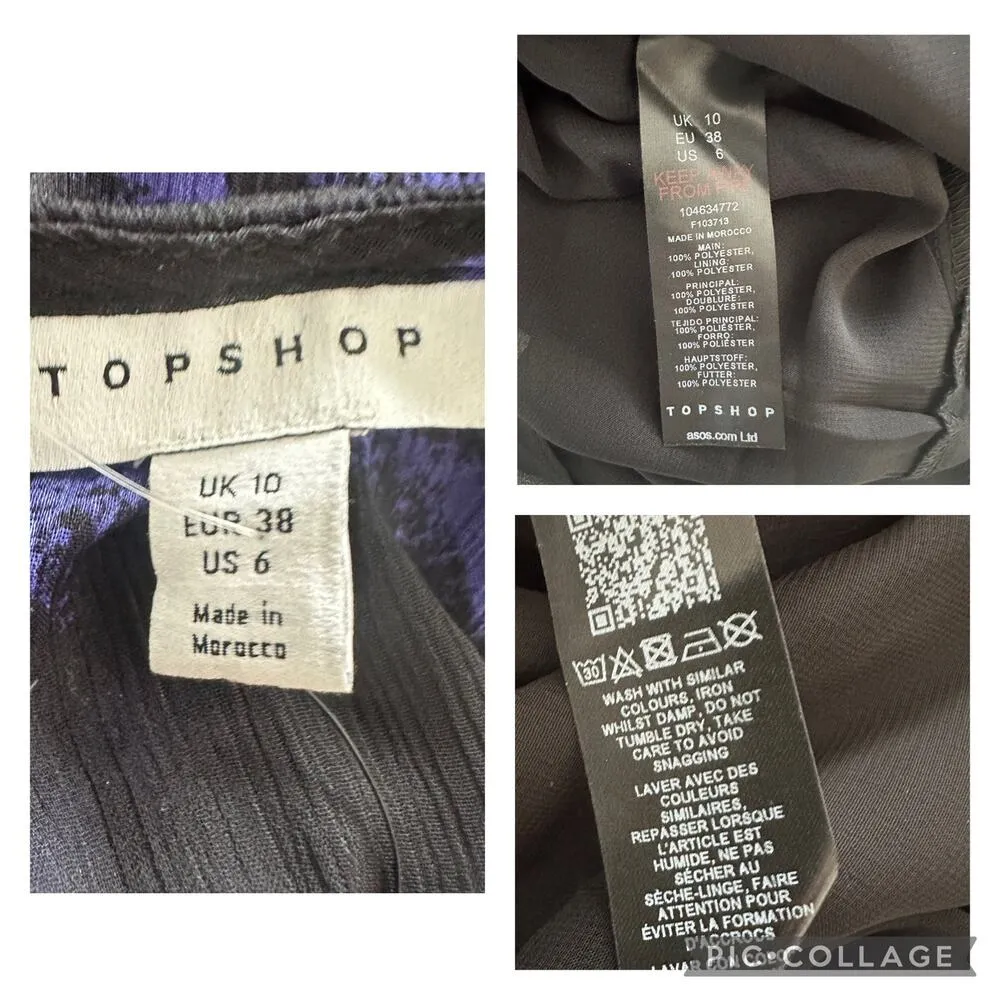 TOPSHOP
UK 10
EUR 38
US 6
Made in
Morocco
UK 10
EU 38
US 6
KEEP AWAY
FROM FIRE
104634772
F103713
MADE IN MOROCCO
MAIN:
100% POLYESTER,
LINING:
100% POLYESTER
PRINCIPAL:
100% POLYESTER,
DOUBLURE:
100% POLYESTER
TEJIDO PRINCIPAL:
100% POLIÉSTER,
FORRO:
100% POLIÉSTER
HAUPTSTOFF:
100% POLYESTER,
FUTTER:
100% POLYESTER
TOPSHOP
asos.com Ltd
30
WASH WITH SIMILAR
COLOURS, IRON
WHILST DAMP, DO NOT
TUMBLE DRY, TAKE
CARE TO AVOID
SNAGGING
LAVER AVEC DES
COULEURS
SIMILAIRES,
REPASSER LORSQUE
L'ARTICLE EST
HUMIDE, NE PAS
SÉCHER AU
SÈCHE-LINGE, FAIRE
ATTENTION POUR
ÉVITER LA FORMATION
D'ACCROCS
LAVAR CON
PIC·COLLAGE